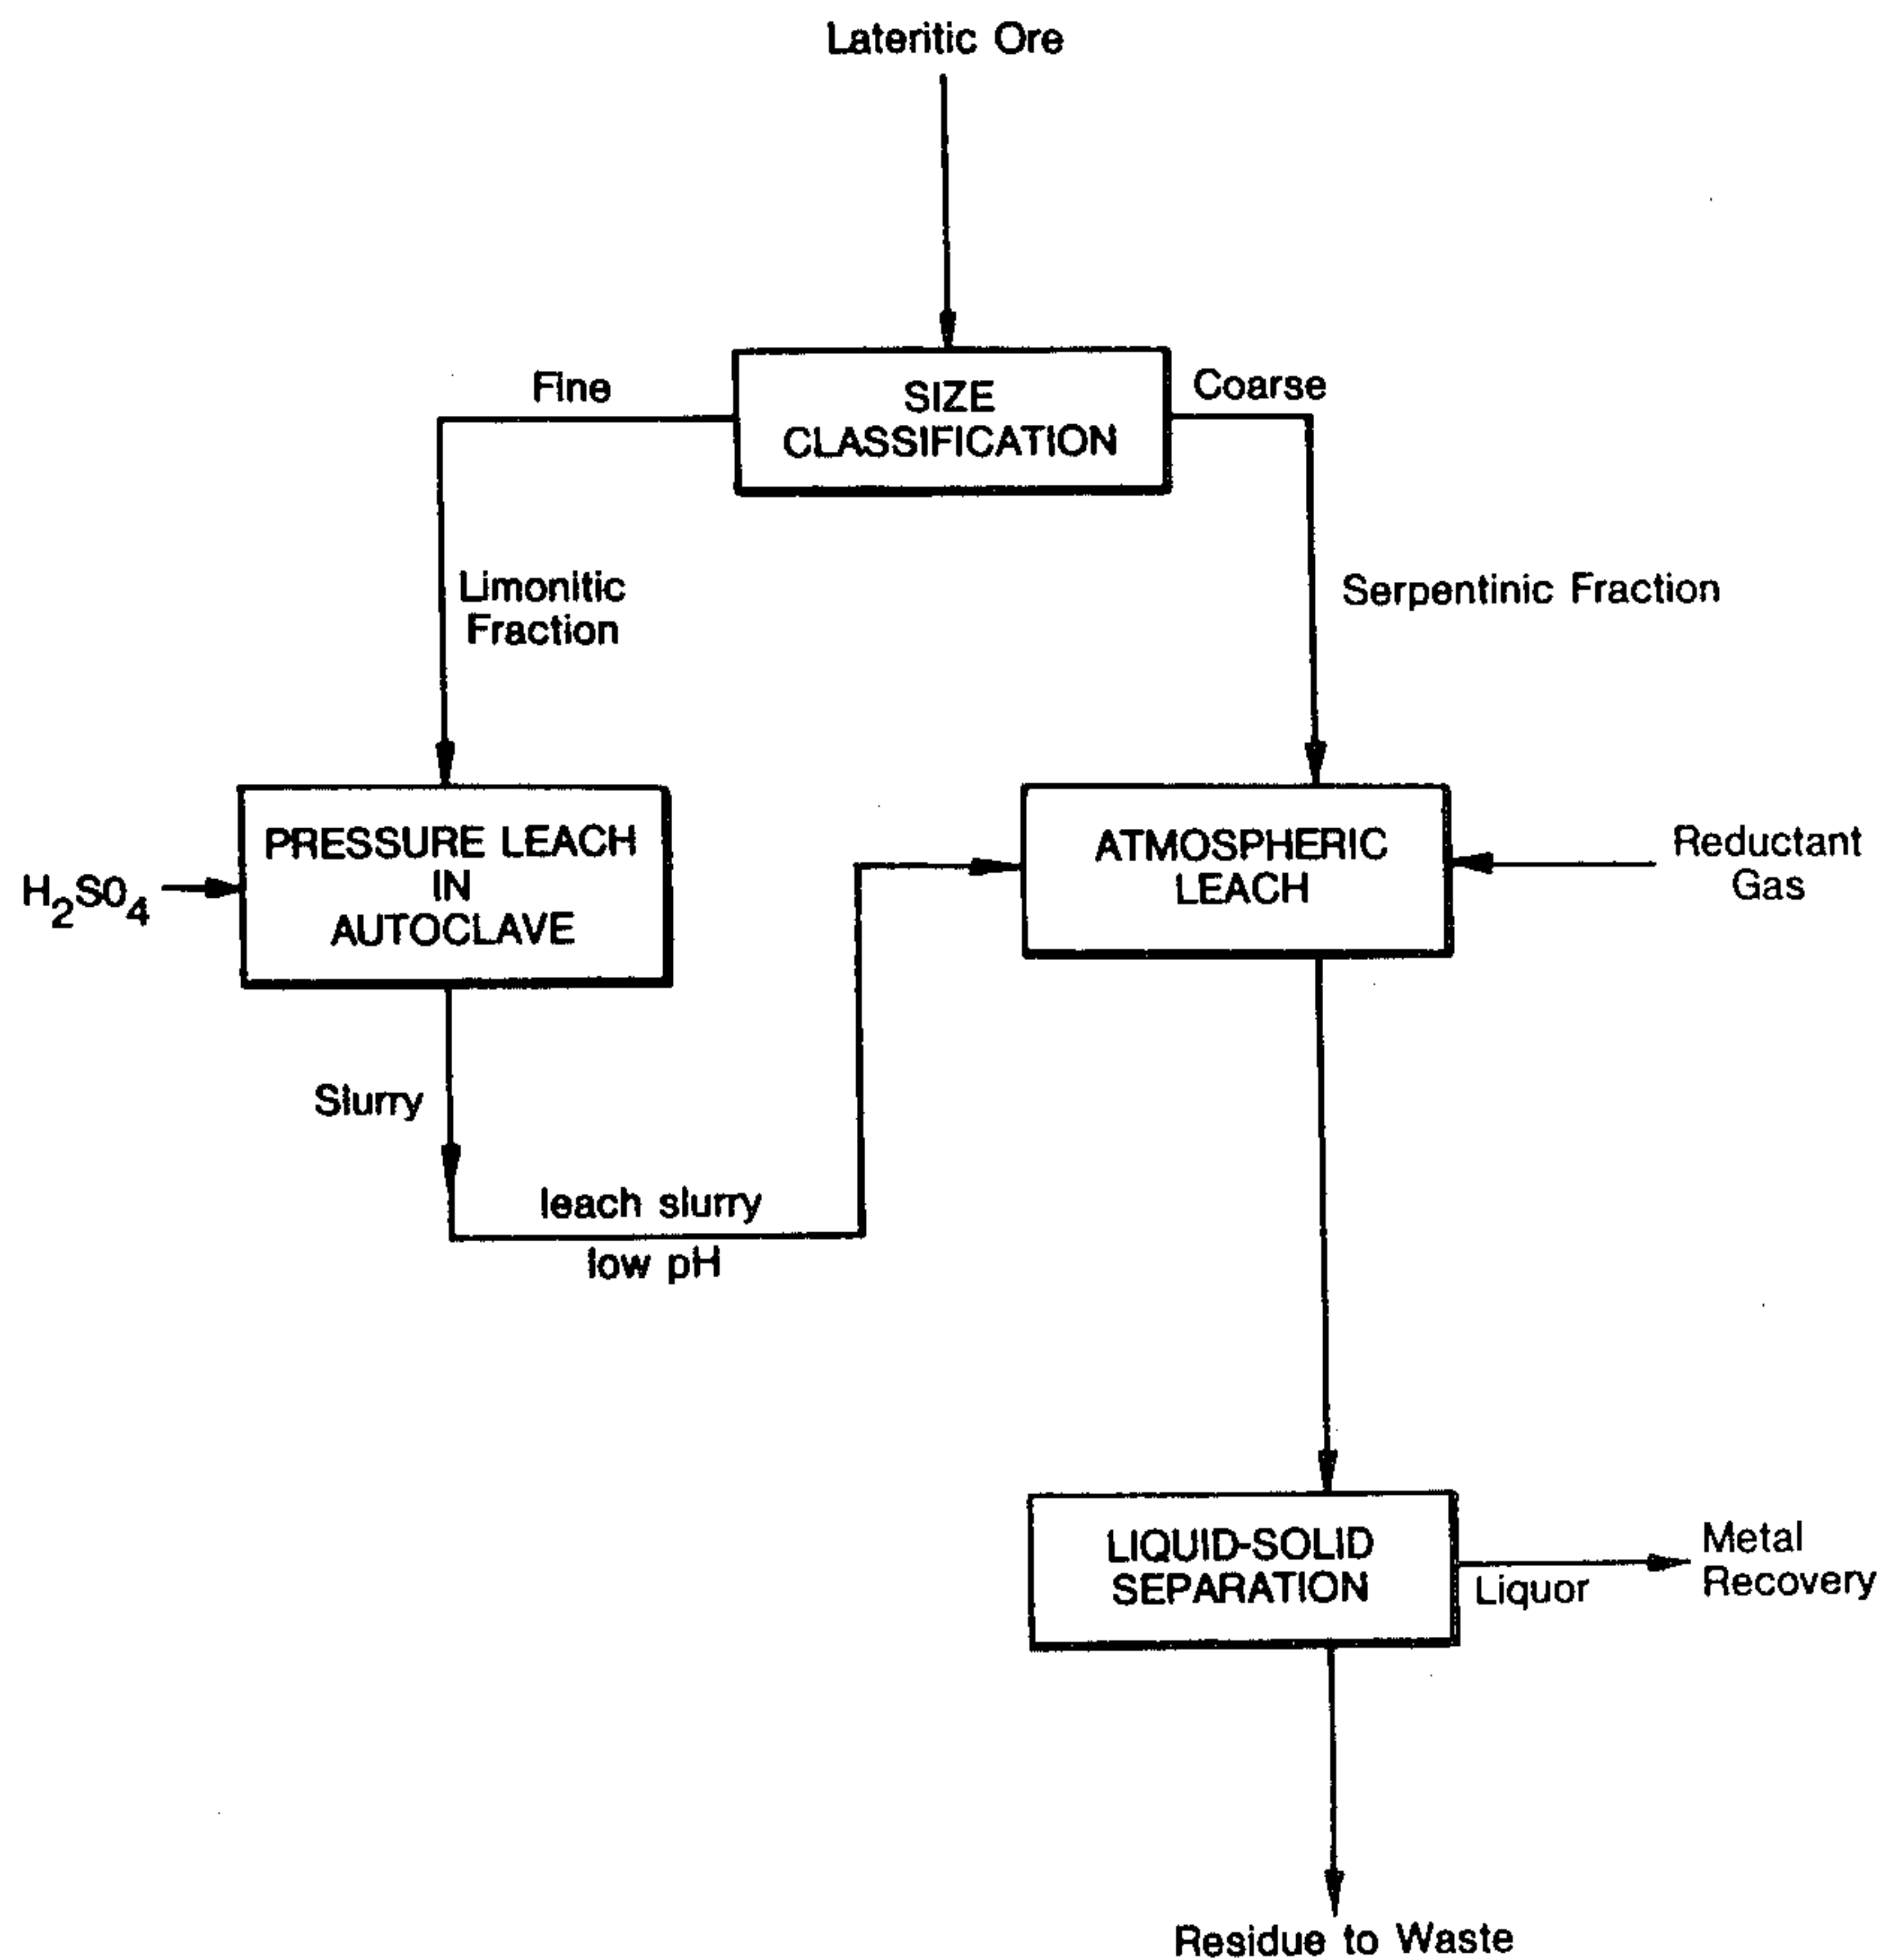 Lateritic Ore
Fine
SIZE
CLASSIFICATION
Coarse
Limonitic
Fraction
Serpentinic Fraction
H2SO4
PRESSURE LEACH
IN
AUTOCLAVE
ATMOSPHERIC
LEACH
Reductant
Gas
Slurry
leach slurry
low pH
LIQUID-SOLID
SEPARATION
Liquor
Metal
Recovery
Residue to Waste